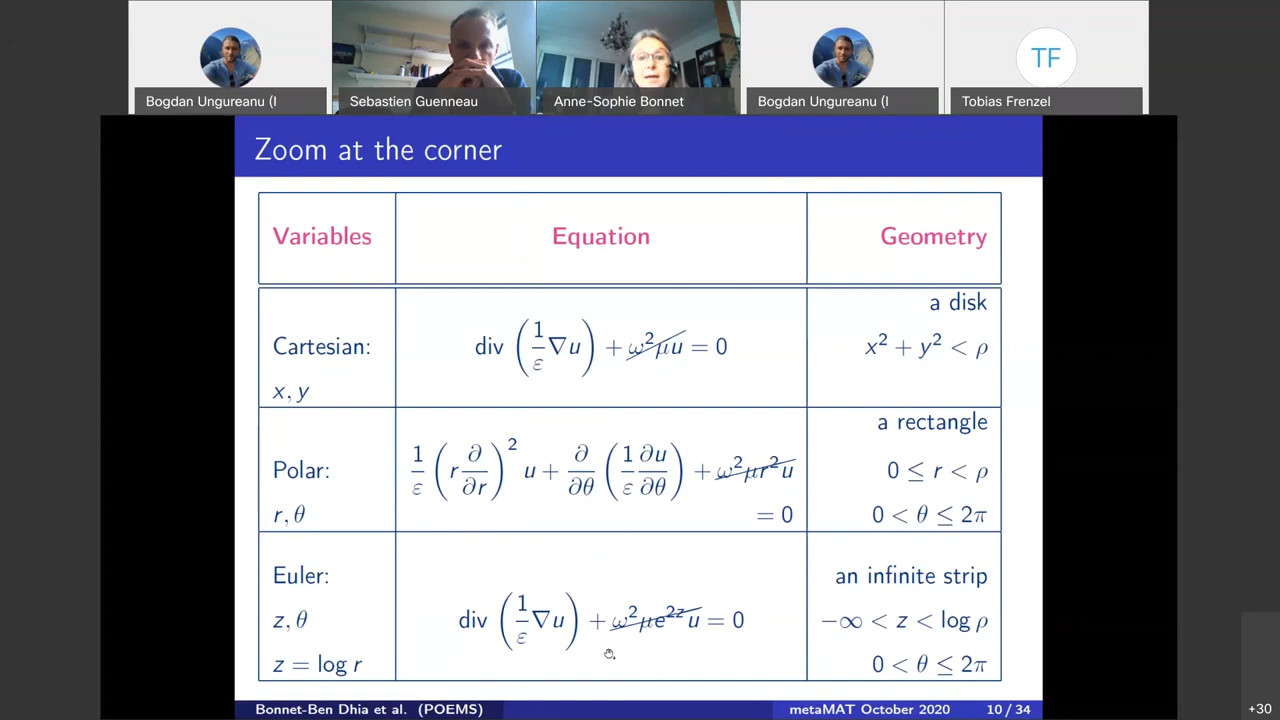 Bogdan Ungureanu (I
Sebastien Guenneau
Anne-Sophie Bonnet
Bogdan Ungureanu (I
TF
Tobias Frenzel
Zoom at the corner
Variables Equation Geometry
Cartesian:
x, y
div (1/ε ∇u) + ω²μu = 0
a disk
x² + y² < ρ
Polar:
r, θ
1/ε (r ∂/∂r)² u + ∂/∂θ (1/ε ∂u/∂θ) + ω²μr²u
= 0
a rectangle
0 ≤ r < ρ
0 < θ ≤ 2π
Euler:
z, θ
z = log r
div (1/ε ∇u) + ω²μe²ᶻu = 0
an infinite strip
−∞ < z < log ρ
0 < θ ≤ 2π
Bonnet-Ben Dhia et al. (POEMS) metaMAT October 2020 10 / 34
+30